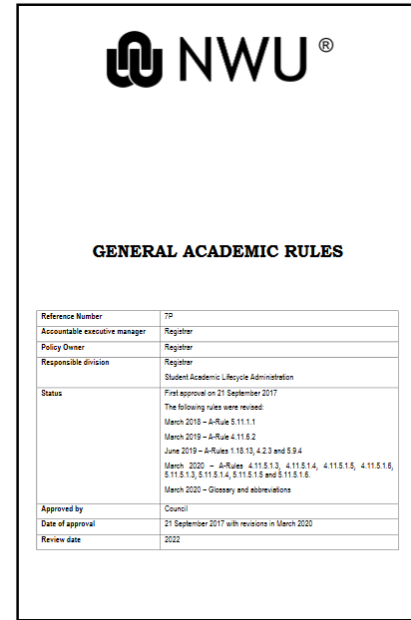 NWU®
GENERAL ACADEMIC RULES
Reference Number 7P
Accountable executive manager Registrar
Policy Owner Registrar
Responsible division Registrar
Student Academic Lifecycle Administration
Status First approval on 21 September 2017
The following rules were revised:
March 2018 – A-Rule 5.11.1.1
March 2019 – A-Rule 4.11.6.2
June 2019 – A-Rules 1.18.13, 4.2.3 and 5.9.4
March 2020 – A-Rules 4.11.5.1.3, 4.11.5.1.4, 4.11.5.1.5, 4.11.5.1.6,
5.11.5.1.3, 5.11.5.1.4, 5.11.5.1.5 and 5.11.5.1.6.
March 2020 – Glossary and abbreviations
Approved by Council
Date of approval 21 September 2017 with revisions in March 2020
Review date 2022